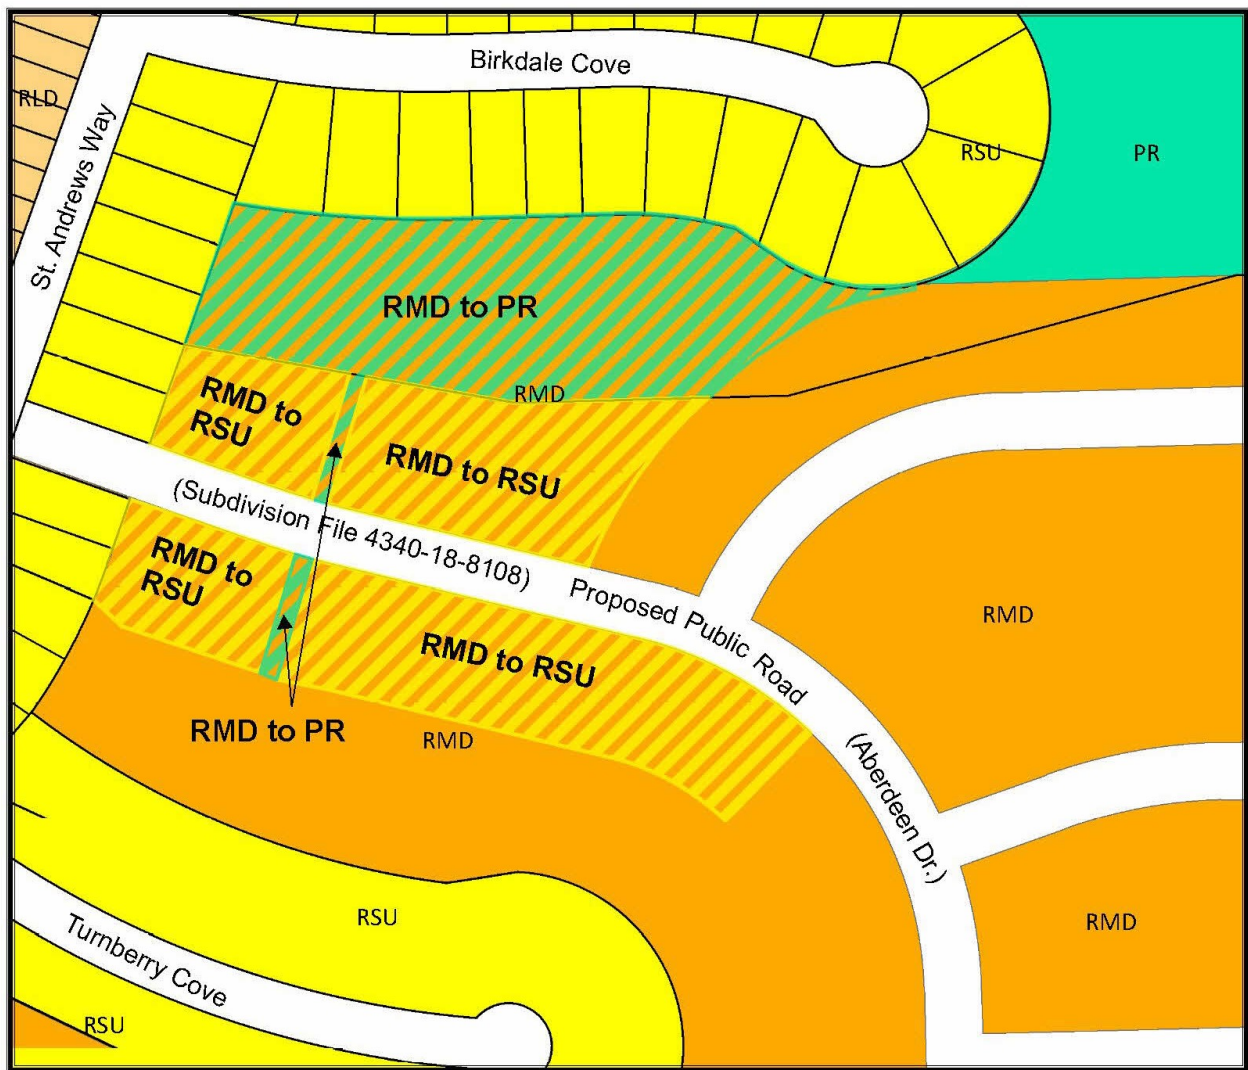 Birkdale Cove
RLD
St. Andrews Way
RSU
PR
RMD to PR
RMD
RMD to
RSU
RMD to RSU
(Subdivision File 4340-18-8108) Proposed Public Road
RMD to
RSU
RMD to RSU
RMD
RMD to PR
RMD
(Aberdeen Dr.)
RSU
RMD
Turnberry Cove
RSU